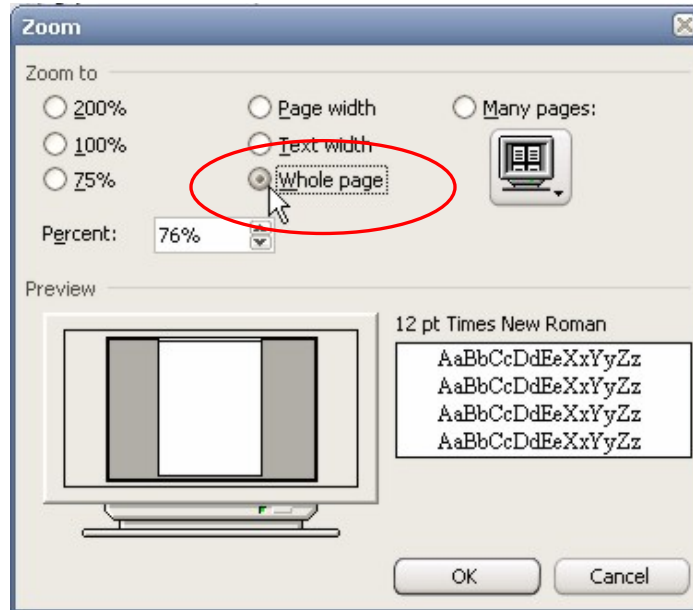 Zoom
Zoom to
200% Page width Many pages:
100% Text width
75% Whole page
Percent: 76%
Preview
12 pt Times New Roman
AaBbCcDdEeXxYyZz
AaBbCcDdEeXxYyZz
AaBbCcDdEeXxYyZz
AaBbCcDdEeXxYyZz
OK Cancel